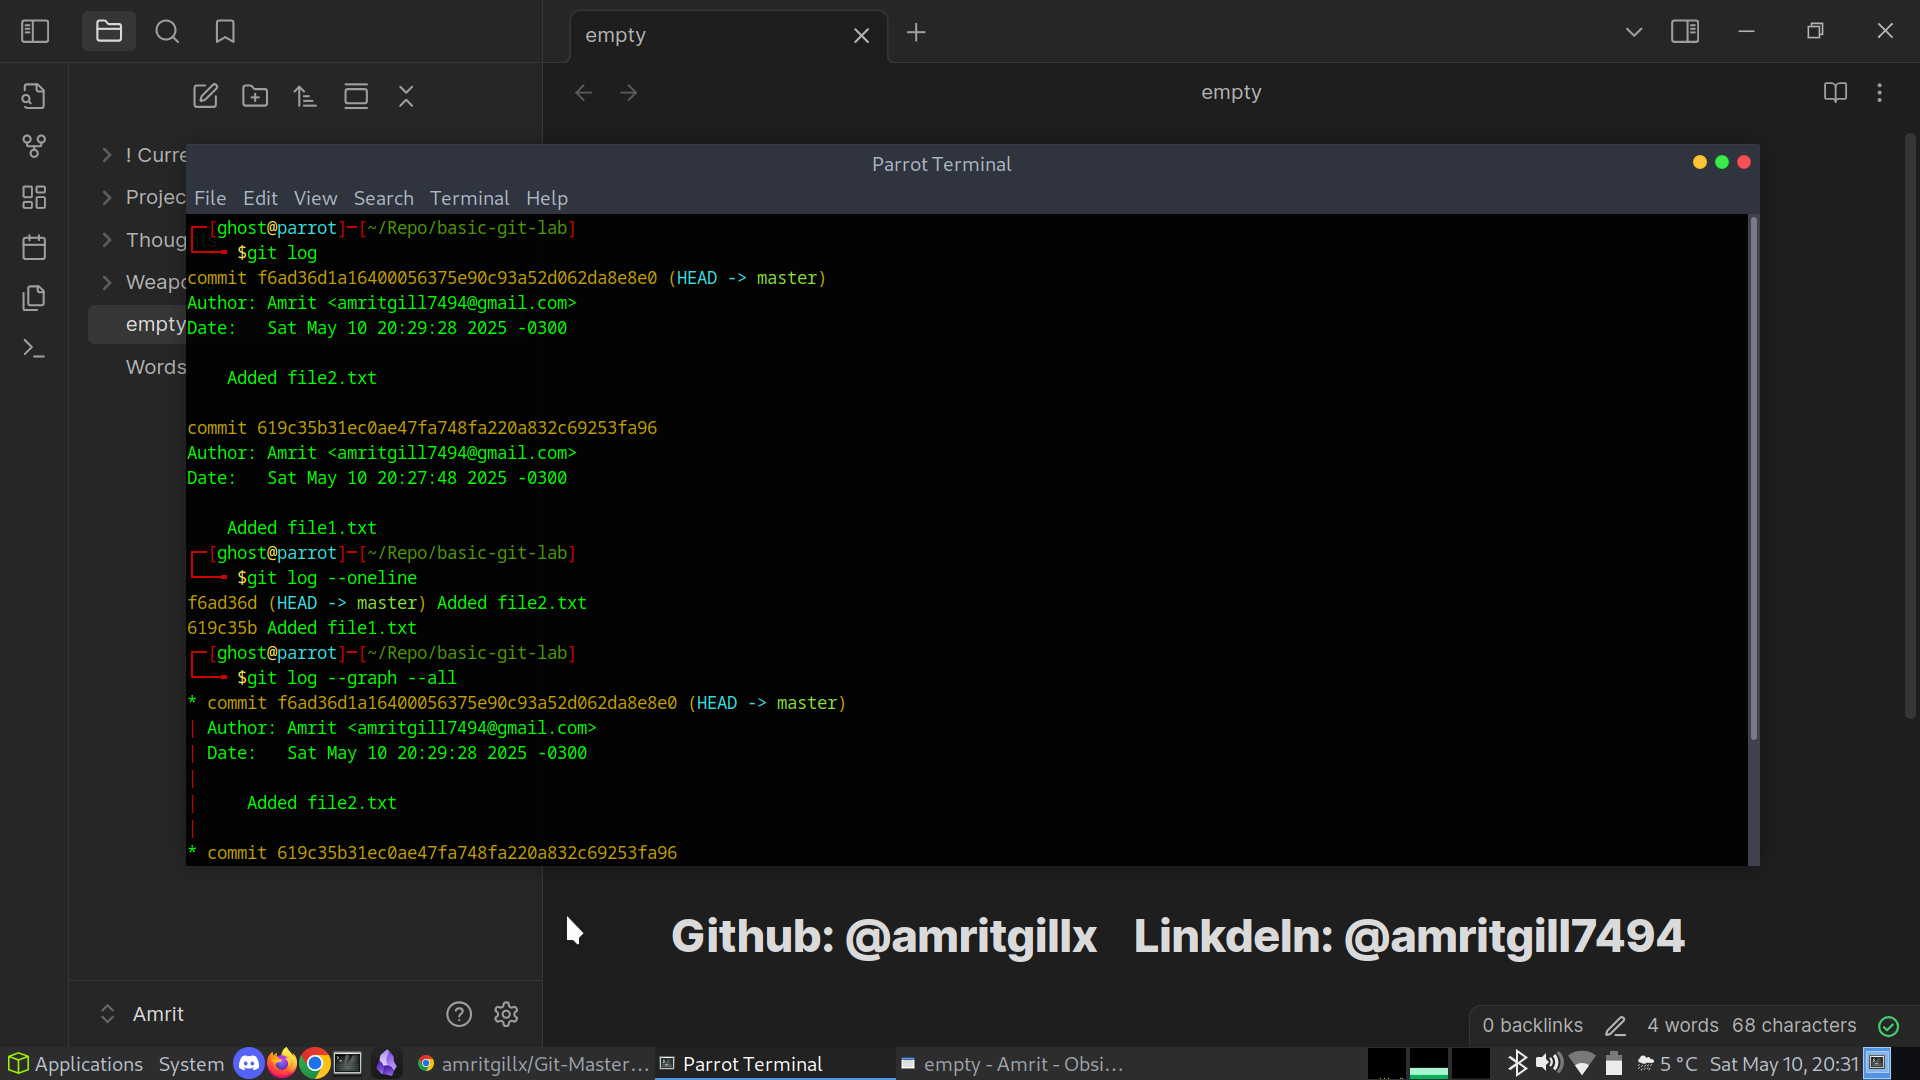 empty
empty
! Curre
Projec
Thoug
Weapo
empty
Words
Parrot Terminal
File Edit View Search Terminal Help
┌─[ghost@parrot]─[~/Repo/basic-git-lab]
└──╼ $git log
commit f6ad36d1a16400056375e90c93a52d062da8e8e0 (HEAD -> master)
Author: Amrit <amritgill7494@gmail.com>
Date:   Sat May 10 20:29:28 2025 -0300
Added file2.txt
commit 619c35b31ec0ae47fa748fa220a832c69253fa96
Author: Amrit <amritgill7494@gmail.com>
Date:   Sat May 10 20:27:48 2025 -0300
Added file1.txt
┌─[ghost@parrot]─[~/Repo/basic-git-lab]
└──╼ $git log --oneline
f6ad36d (HEAD -> master) Added file2.txt
619c35b Added file1.txt
┌─[ghost@parrot]─[~/Repo/basic-git-lab]
└──╼ $git log --graph --all
* commit f6ad36d1a16400056375e90c93a52d062da8e8e0 (HEAD -> master)
| Author: Amrit <amritgill7494@gmail.com>
| Date:   Sat May 10 20:29:28 2025 -0300
|
|     Added file2.txt
|
* commit 619c35b31ec0ae47fa748fa220a832c69253fa96
Github: @amritgillx Linkdeln: @amritgill7494
Amrit
0 backlinks 4 words 68 characters
Applications System amritgillx/Git-Master... Parrot Terminal empty - Amrit - Obsi... 5 °C Sat May 10, 20:31